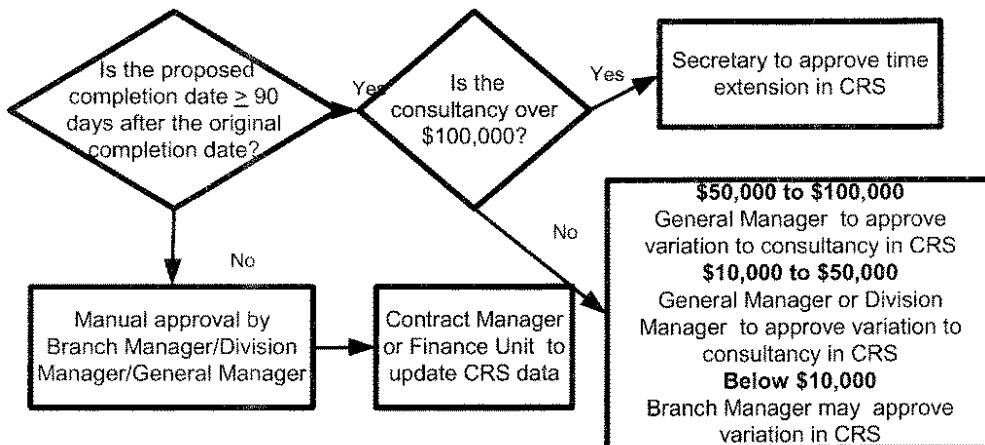 Is the proposed
completion date ≥ 90
days after the original
completion date?
Yes
Is the
consultancy over
$100,000?
Yes
Secretary to approve time
extension in CRS
No
Manual approval by
Branch Manager/Division
Manager/General Manager
Contract Manager
or Finance Unit to
update CRS data
No
$50,000 to $100,000
General Manager to approve
variation to consultancy in CRS
$10,000 to $50,000
General Manager or Division
Manager to approve variation to
consultancy in CRS
Below $10,000
Branch Manager may approve
variation in CRS